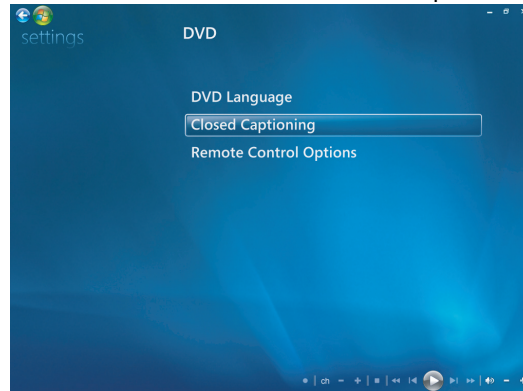 settings
DVD
DVD Language
Closed Captioning
Remote Control Options
ch